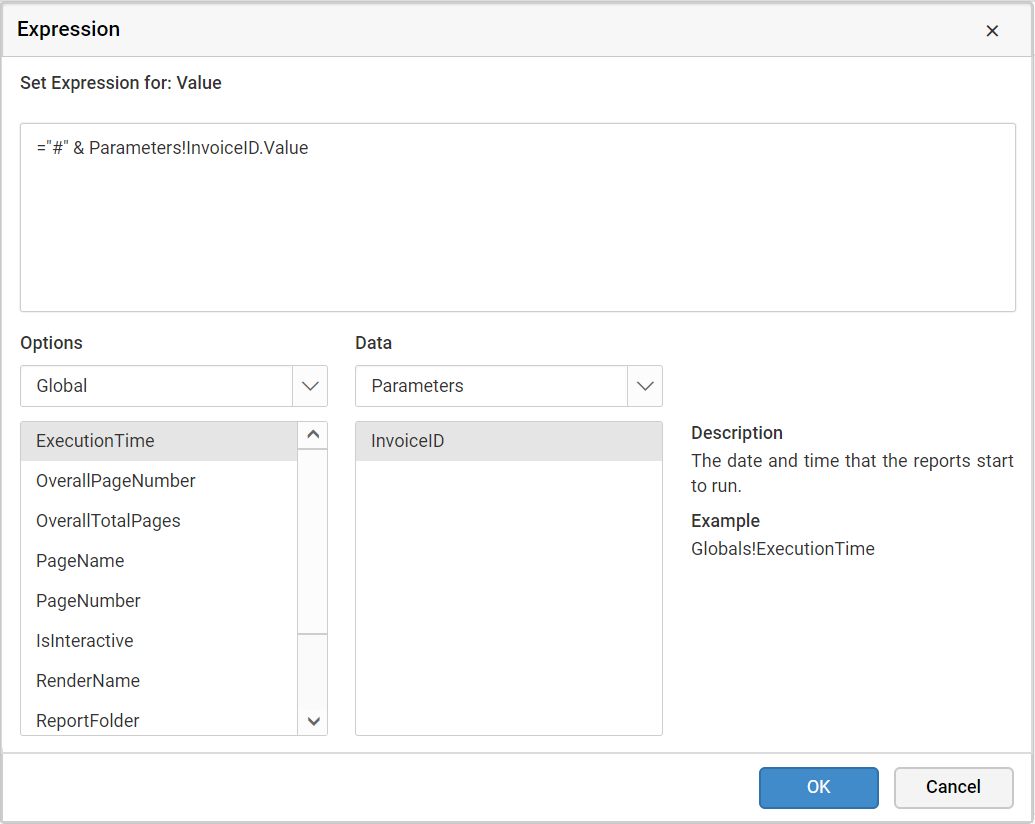 Expression
Set Expression for: Value
="#" & Parameters!InvoiceID.Value
Options
Data
Global
Parameters
ExecutionTime
OverallPageNumber
OverallTotalPages
PageName
PageNumber
IsInteractive
RenderName
ReportFolder
InvoiceID
Description
The date and time that the reports start
to run.
Example
Globals!ExecutionTime
OK
Cancel